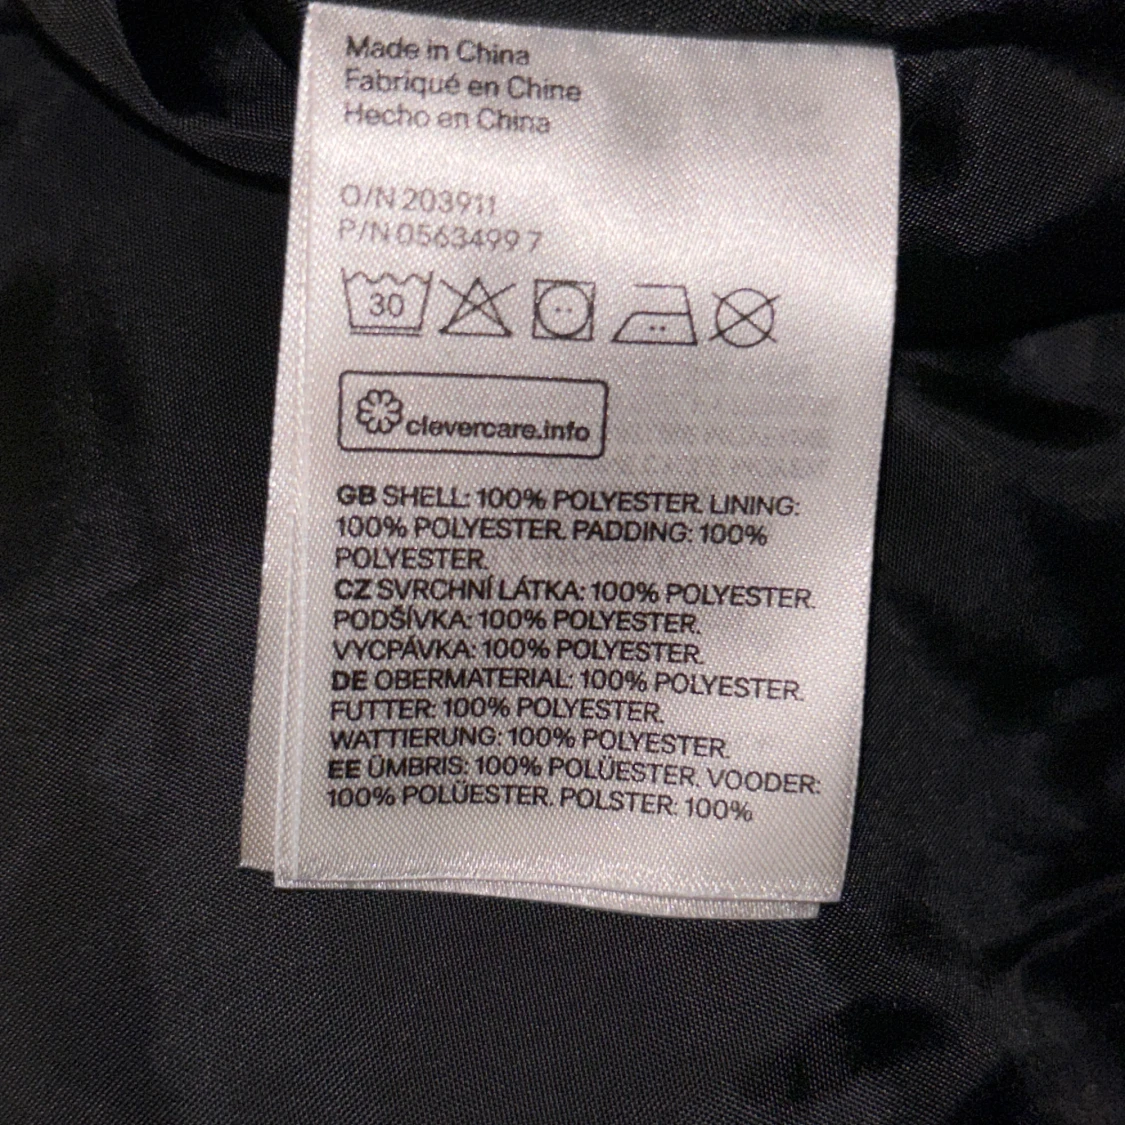 Made in China
Fabriqué en Chine
Hecho en China
O/N 203911
P/N 0563499 7
30
clevercare.info
GB SHELL: 100% POLYESTER. LINING:
100% POLYESTER. PADDING: 100%
POLYESTER.
CZ SVRCHNÍ LÁTKA: 100% POLYESTER.
PODŠÍVKA: 100% POLYESTER.
VYCPÁVKA: 100% POLYESTER.
DE OBERMATERIAL: 100% POLYESTER.
FUTTER: 100% POLYESTER.
WATTIERUNG: 100% POLYESTER.
EE ÜMBRIS: 100% POLÜESTER. VOODER:
100% POLÜESTER. POLSTER: 100%